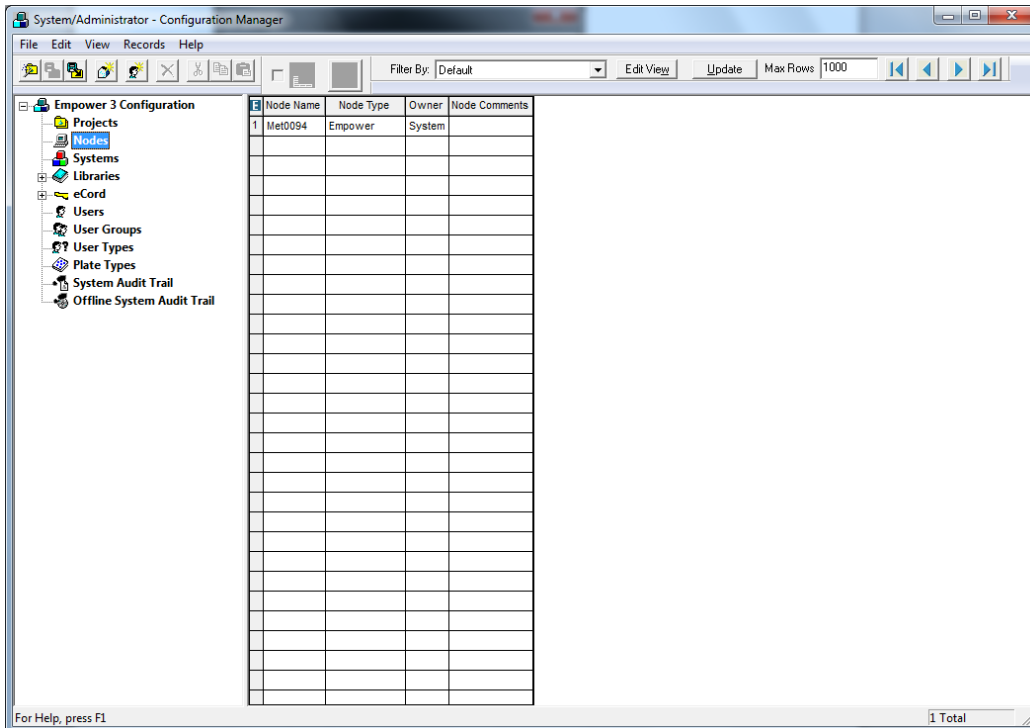 System/Administrator - Configuration Manager
File Edit View Records Help
Filter By: Default Edit View Update Max Rows 1000
Empower 3 Configuration
Projects
Nodes
Systems
Libraries
eCord
Users
User Groups
User Types
Plate Types
System Audit Trail
Offline System Audit Trail
E Node Name Node Type Owner Node Comments
1 Met0094 Empower System
For Help, press F1
1 Total